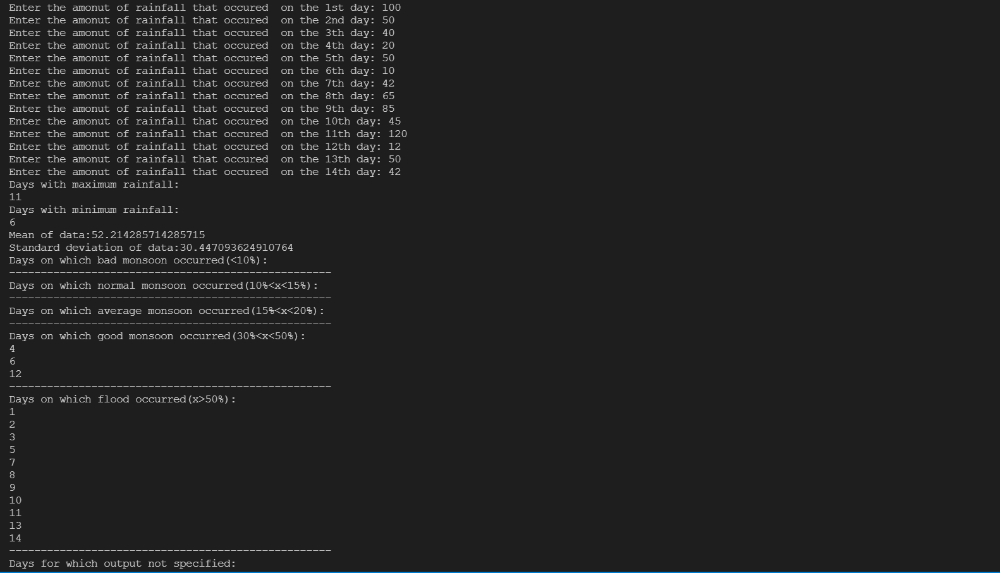 Enter the amonut of rainfall that occured  on the 1st day: 100
Enter the amonut of rainfall that occured  on the 2nd day: 50
Enter the amonut of rainfall that occured  on the 3th day: 40
Enter the amonut of rainfall that occured  on the 4th day: 20
Enter the amonut of rainfall that occured  on the 5th day: 50
Enter the amonut of rainfall that occured  on the 6th day: 10
Enter the amonut of rainfall that occured  on the 7th day: 42
Enter the amonut of rainfall that occured  on the 8th day: 65
Enter the amonut of rainfall that occured  on the 9th day: 85
Enter the amonut of rainfall that occured  on the 10th day: 45
Enter the amonut of rainfall that occured  on the 11th day: 120
Enter the amonut of rainfall that occured  on the 12th day: 12
Enter the amonut of rainfall that occured  on the 13th day: 50
Enter the amonut of rainfall that occured  on the 14th day: 42
Days with maximum rainfall:
11
Days with minimum rainfall:
6
Mean of data:52.214285714285715
Standard deviation of data:30.447093624910764
Days on which bad monsoon occurred(<10%):
---------------------------------------------------
Days on which normal monsoon occurred(10%<x<15%):
---------------------------------------------------
Days on which average monsoon occurred(15%<x<20%):
---------------------------------------------------
Days on which good monsoon occurred(30%<x<50%):
4
6
12
---------------------------------------------------
Days on which flood occurred(x>50%):
1
2
3
5
7
8
9
10
11
13
14
---------------------------------------------------
Days for which output not specified: